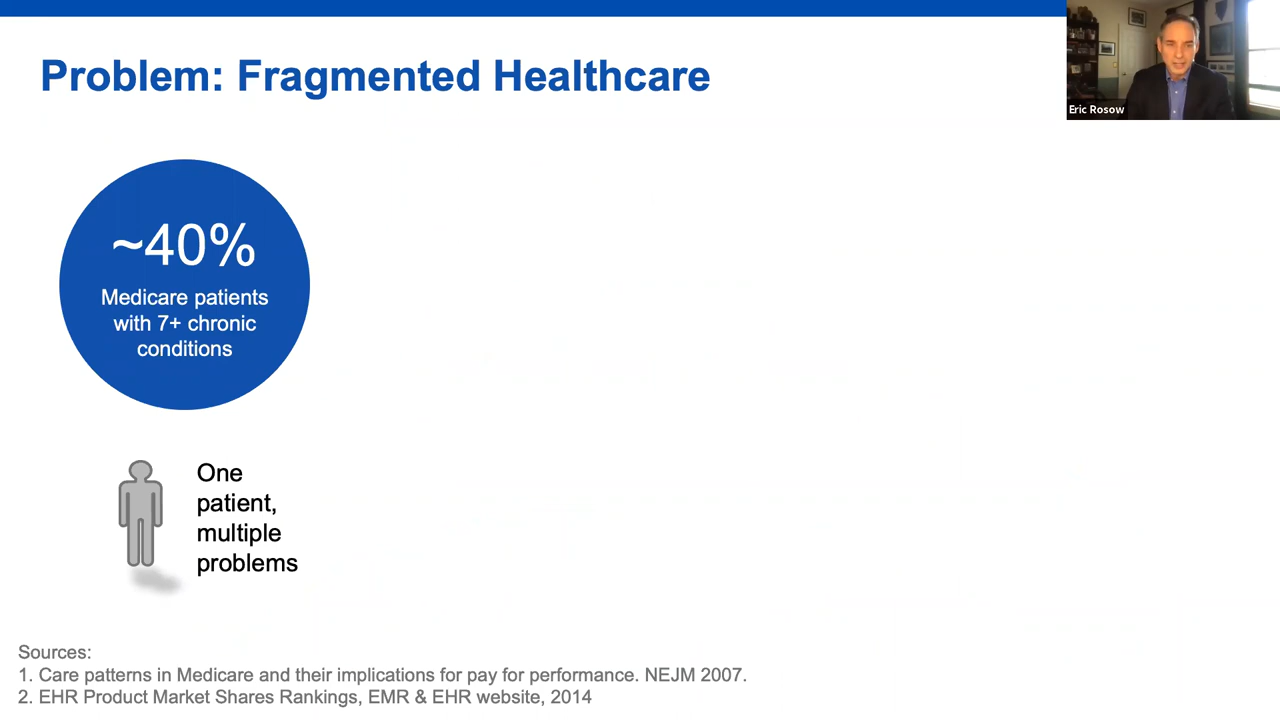 Problem: Fragmented Healthcare
Eric Rosow
~40%
Medicare patients
with 7+ chronic
conditions
One
patient,
multiple
problems
Sources:
1. Care patterns in Medicare and their implications for pay for performance. NEJM 2007.
2. EHR Product Market Shares Rankings, EMR & EHR website, 2014